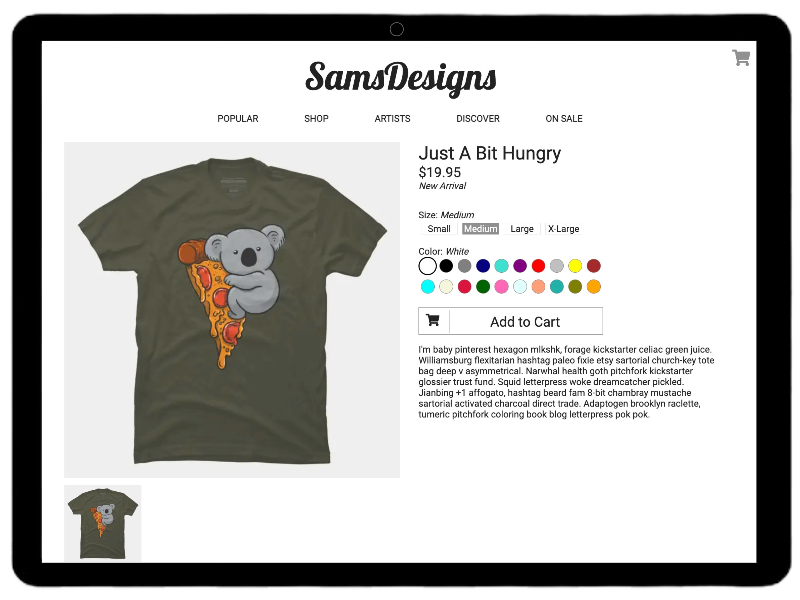 SamsDesigns
POPULAR SHOP ARTISTS DISCOVER ON SALE
Just A Bit Hungry
$19.95
New Arrival
Size: Medium
Small Medium Large X-Large
Color: White
Add to Cart
I'm baby pinterest hexagon mlkshk, forage kickstarter celiac green juice.
Williamsburg flexitarian hashtag paleo fixie etsy sartorial church-key tote
bag deep v asymmetrical. Narwhal health goth pitchfork kickstarter
glossier trust fund. Squid letterpress woke dreamcatcher pickled.
Jianbing +1 affogato, hashtag beard fam 8-bit chambray mustache
sartorial activated charcoal direct trade. Adaptogen brooklyn raclette,
tumeric pitchfork coloring book blog letterpress pok pok.